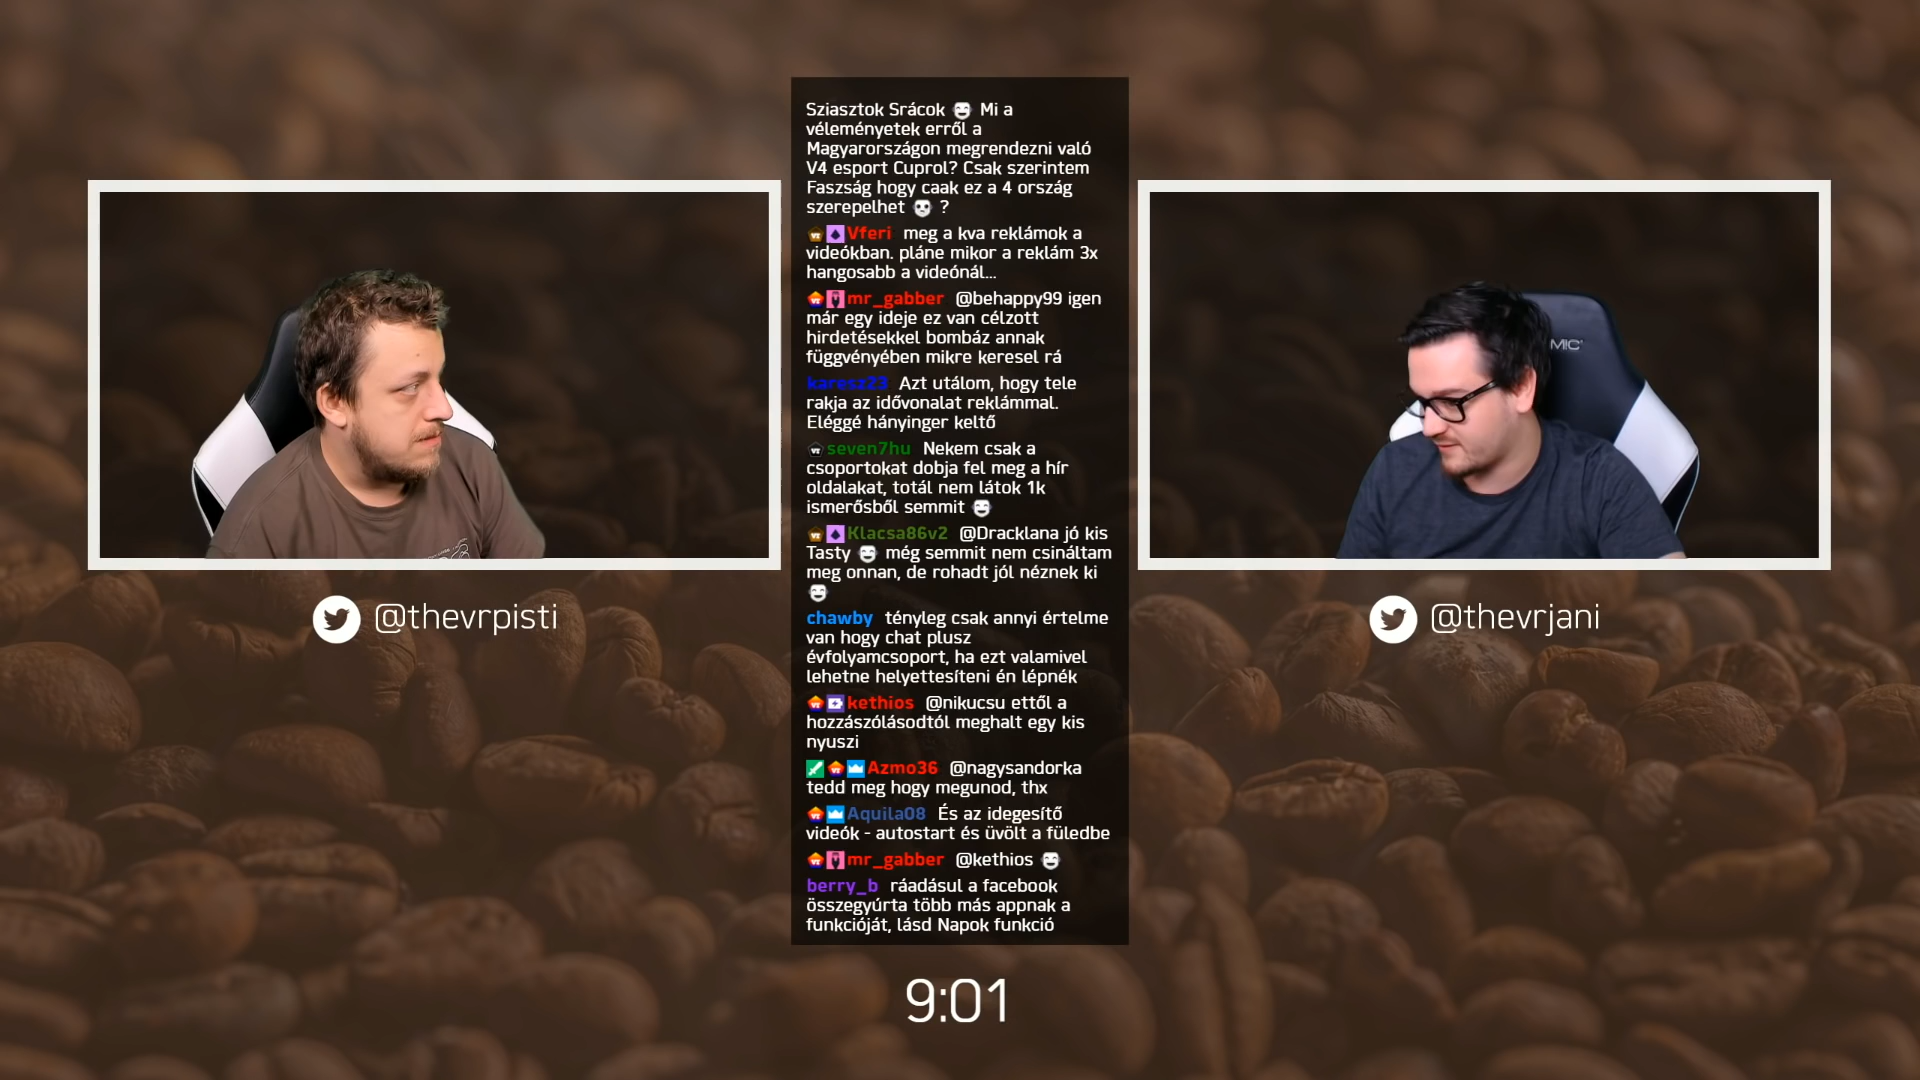 Sziasztok Srácok Mi a
véleményetek erről a
Magyarországon megrendezni való
V4 esport Cuprol? Csak szerintem
Faszság hogy caak ez a 4 ország
szerepelhet ?
Vferi meg a kva reklámok a
videókban. pláne mikor a reklám 3x
hangosabb a videónál...
mr_gabber @behappy99 igen
már egy ideje ez van célzott
hirdetésekkel bombáz annak
függvényében mikre keresel rá
karesz23 Azt utálom, hogy tele
rakja az idővonalat reklámmal.
Eléggé hányinger keltő
seven7hu Nekem csak a
csoportokat dobja fel meg a hír
oldalakat, totál nem látok 1k
ismerősből semmit
Klacsa86v2 @Dracklana jó kis
Tasty még semmit nem csináltam
meg onnan, de rohadt jól néznek ki
chawby tényleg csak annyi értelme
van hogy chat plusz
évfolyamcsoport, ha ezt valamivel
lehetne helyettesíteni én lépnék
kethios @nikucsu ettől a
hozzászólásodtól meghalt egy kis
nyuszi
Azmo36 @nagysandorka
tedd meg hogy megunod, thx
Aquila08 És az idegesítő
videók - autostart és üvölt a füledbe
mr_gabber @kethios
berry_b ráadásul a facebook
összegyúrta több más appnak a
funkcióját, lásd Napok funkció
@thevrpisti
MIC
@thevrjani
9:01